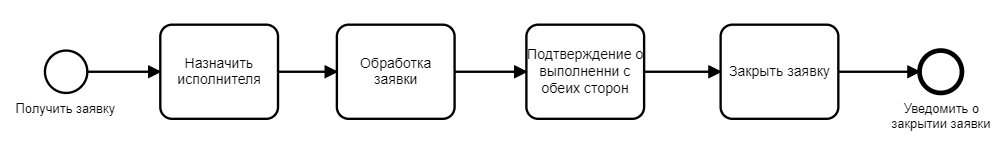 Получить заявку
Назначить
исполнителя
Обработка
заявки
Подтверждение о
выполненни с
обеих сторон
Закрыть заявку
Уведомить о
закрытии заявки